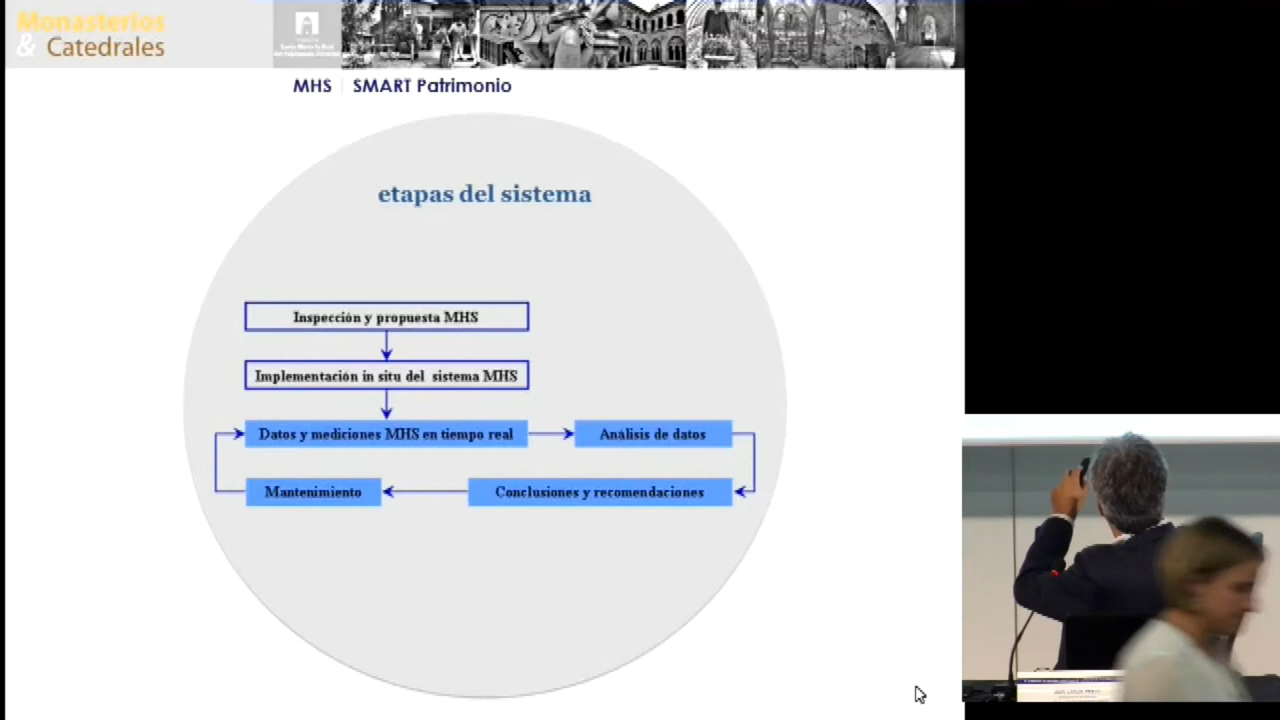 Monasterios
& Catedrales
MHS SMART Patrimonio
etapas del sistema
Inspección y propuesta MHS
Implementación in situ del sistema MHS
Datos y mediciones MHS en tiempo real
Análisis de datos
Mantenimiento
Conclusiones y recomendaciones